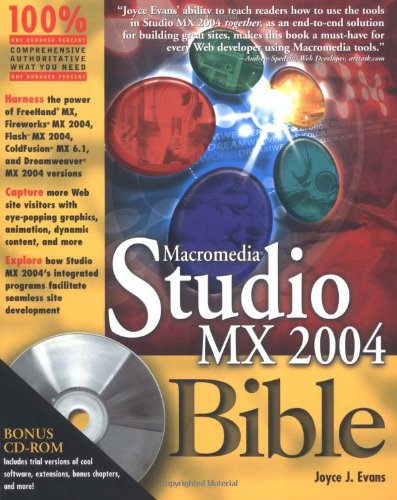 100%
ONE HUNDRED PERCENT
COMPREHENSIVE
AUTHORITATIVE
WHAT YOU NEED
ONE HUNDRED PERCENT
"Joyce Evans' ability to teach readers how to use the tools
in Studio MX 2004 together, as an end-to-end solution
for building great sites, makes this book a must-have for
every Web developer using Macromedia tools."
Web Developer,
Harness the power
of FreeHand® MX,
Fireworks® MX 2004,
Flash™ MX 2004,
ColdFusion® MX 6.1,
and Dreamweaver®
MX 2004 versions
Capture more Web
site visitors with
eye-popping graphics,
animation, dynamic
content, and more
Explore how Studio
MX 2004's integrated
programs facilitate
seamless site
development
Macromedia®
Studio
MX 2004
Bible
BONUS
CD-ROM
Includes trial versions of cool
software, extensions, bonus chapters,
and more!
Joyce J. Evans
Copyrighted Material